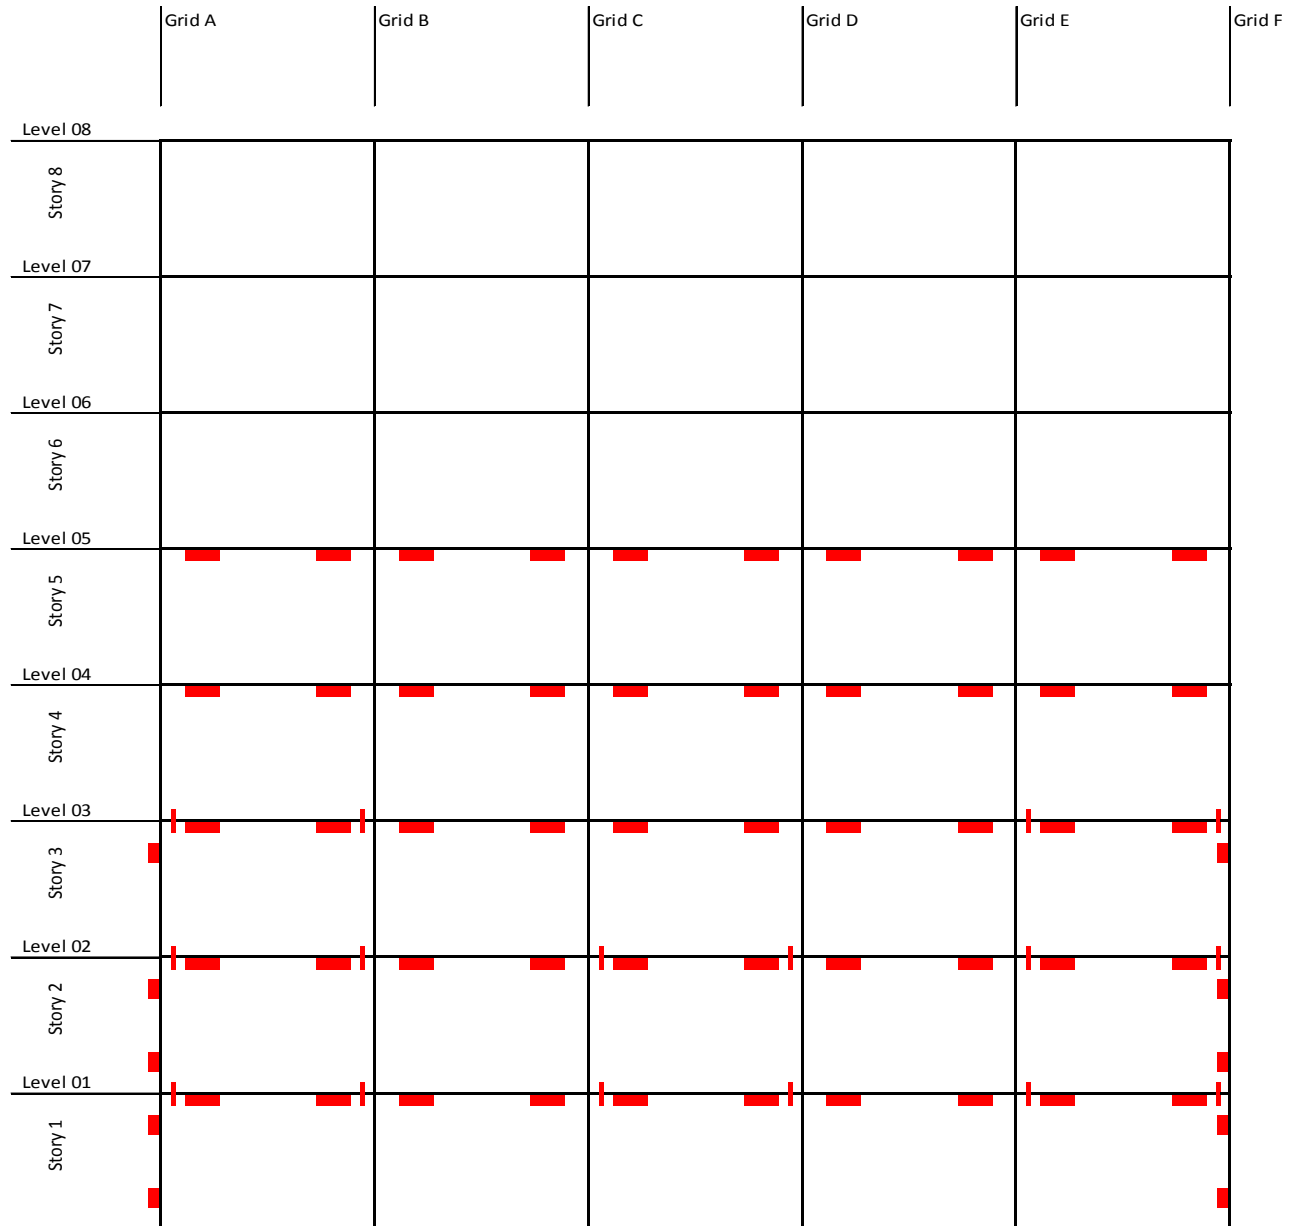 Grid A
Grid B
Grid C
Grid D
Grid E
Grid F
Level 08
Story 8
Level 07
Story 7
Level 06
Story 6
Level 05
Story 5
Level 04
Story 4
Level 03
Story 3
Level 02
Story 2
Level 01
Story 1